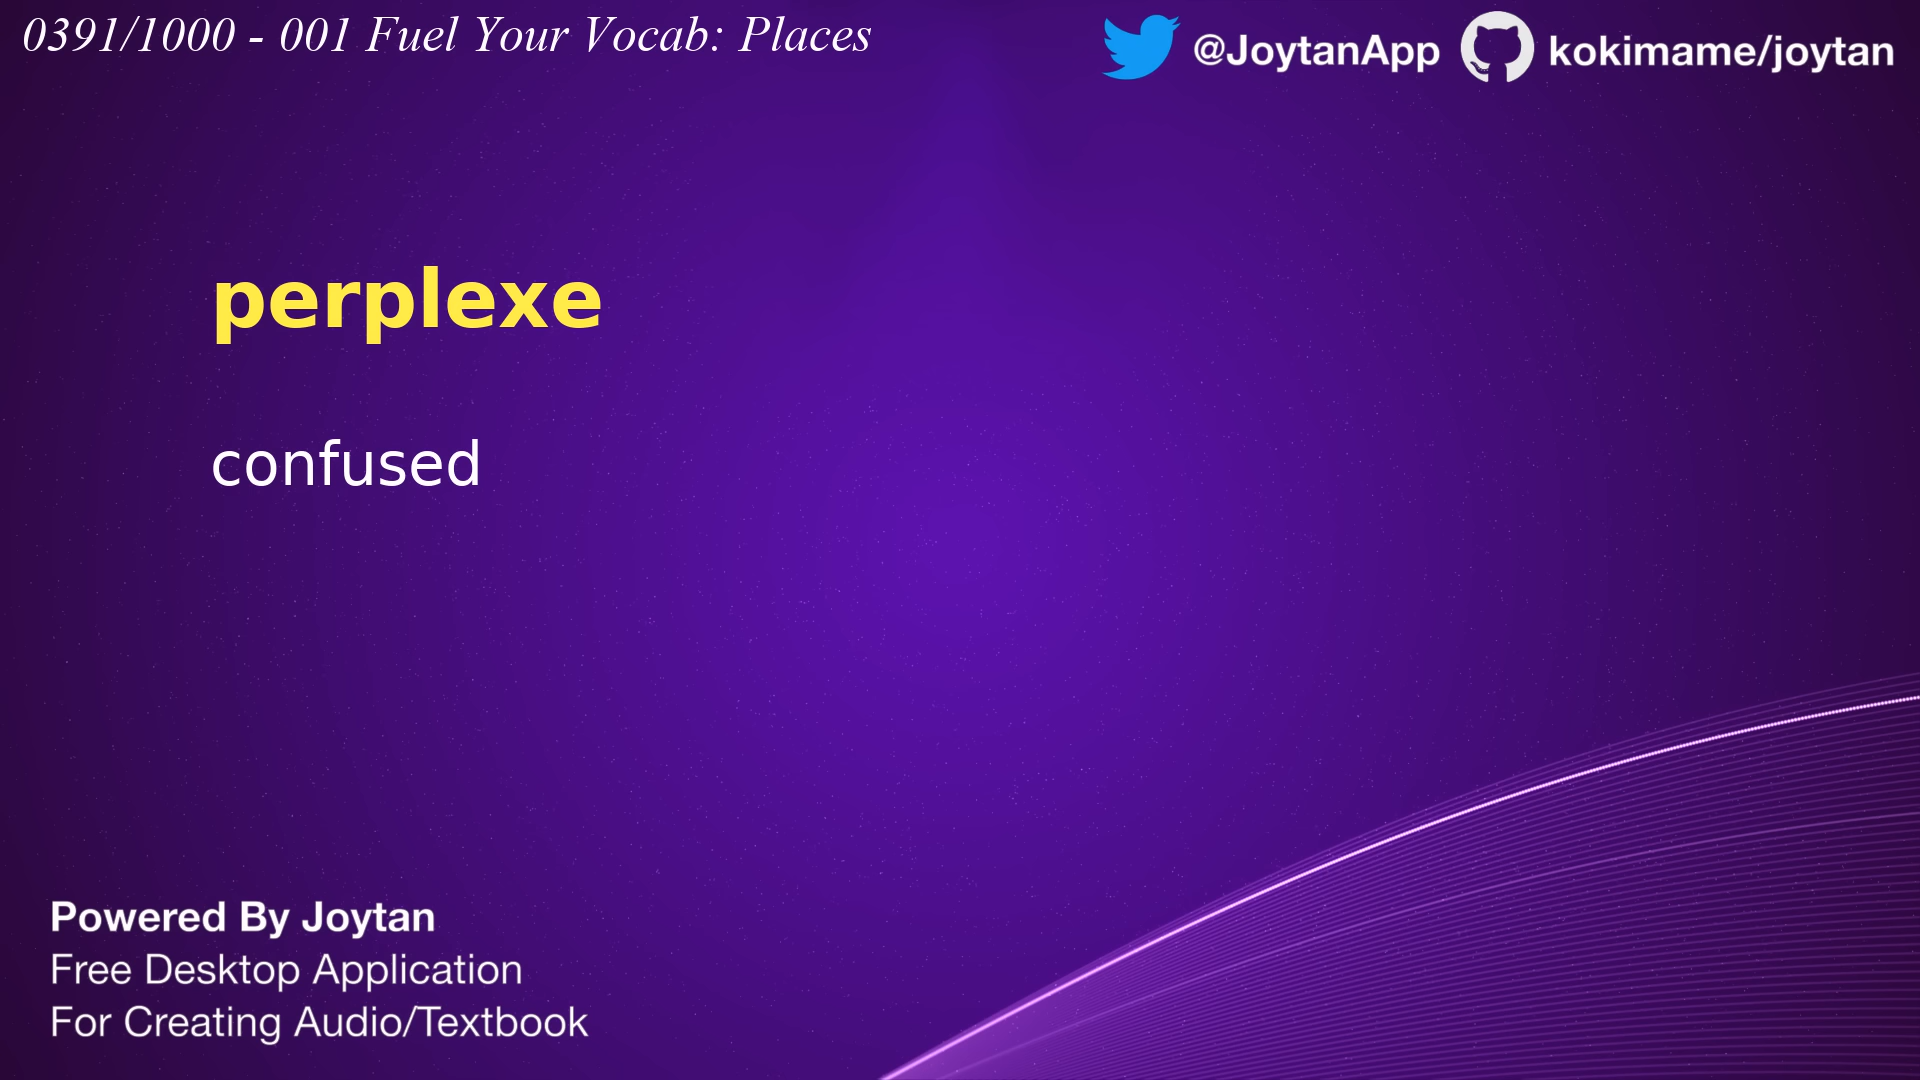 0391/1000 - 001 Fuel Your Vocab: Places
@JoytanApp
kokimame/joytan
perplexe
confused
Powered By Joytan
Free Desktop Application
For Creating Audio/Textbook